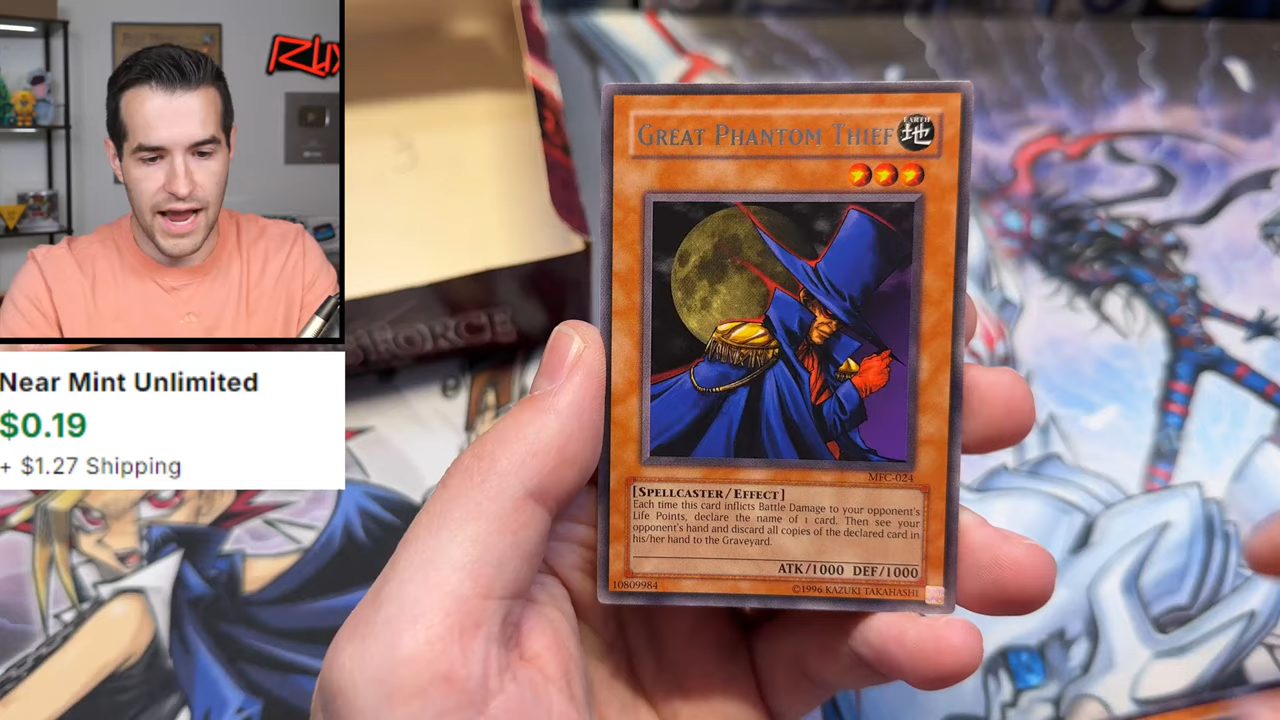 Near Mint Unlimited
$0.19
+ $1.27 Shipping
GREAT PHANTOM THIEF
EARTH
地
MFC-024
[SPELLCASTER/EFFECT]
Each time this card inflicts Battle Damage to your opponent's
Life Points, declare the name of 1 card. Then see your
opponent's hand and discard all copies of the declared card in
his/her hand to the Graveyard.
ATK/1000 DEF/1000
10809984
©1996 KAZUKI TAKAHASHI